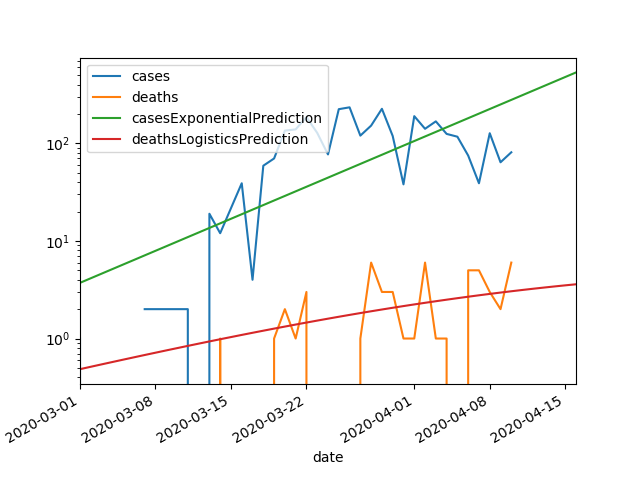 cases
deaths
casesExponentialPrediction
deathsLogisticsPrediction
10²
10¹
10⁰
2020-03-01
2020-03-08
2020-03-15
2020-03-22
2020-04-01
2020-04-08
2020-04-15
date